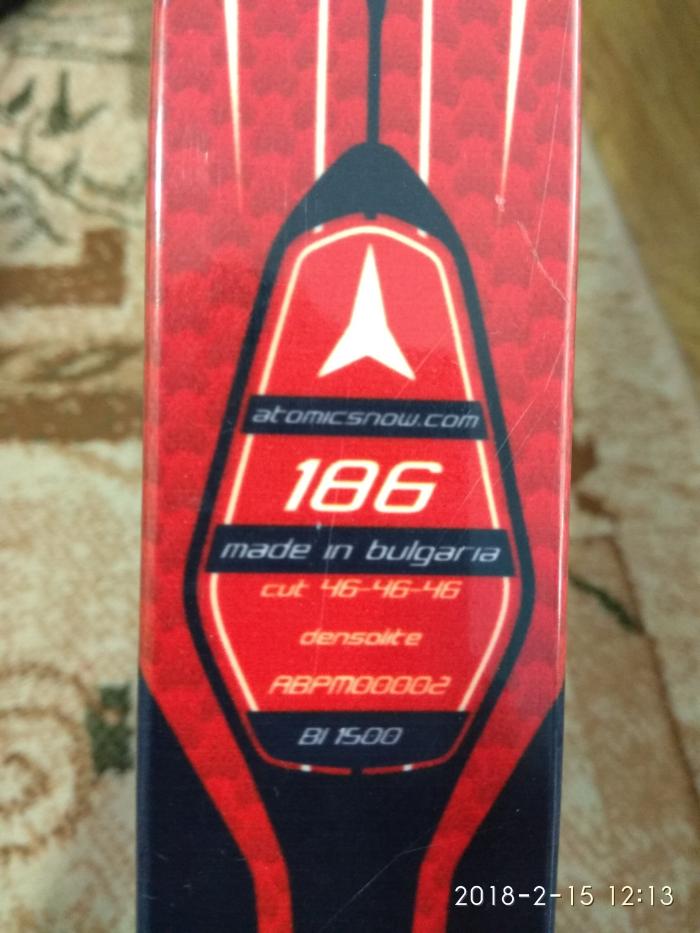 atomicsnow.com
186
made in bulgaria
cut 46-46-46
densolite
ABPM00002
BI 1500
2018-2-15 12:13